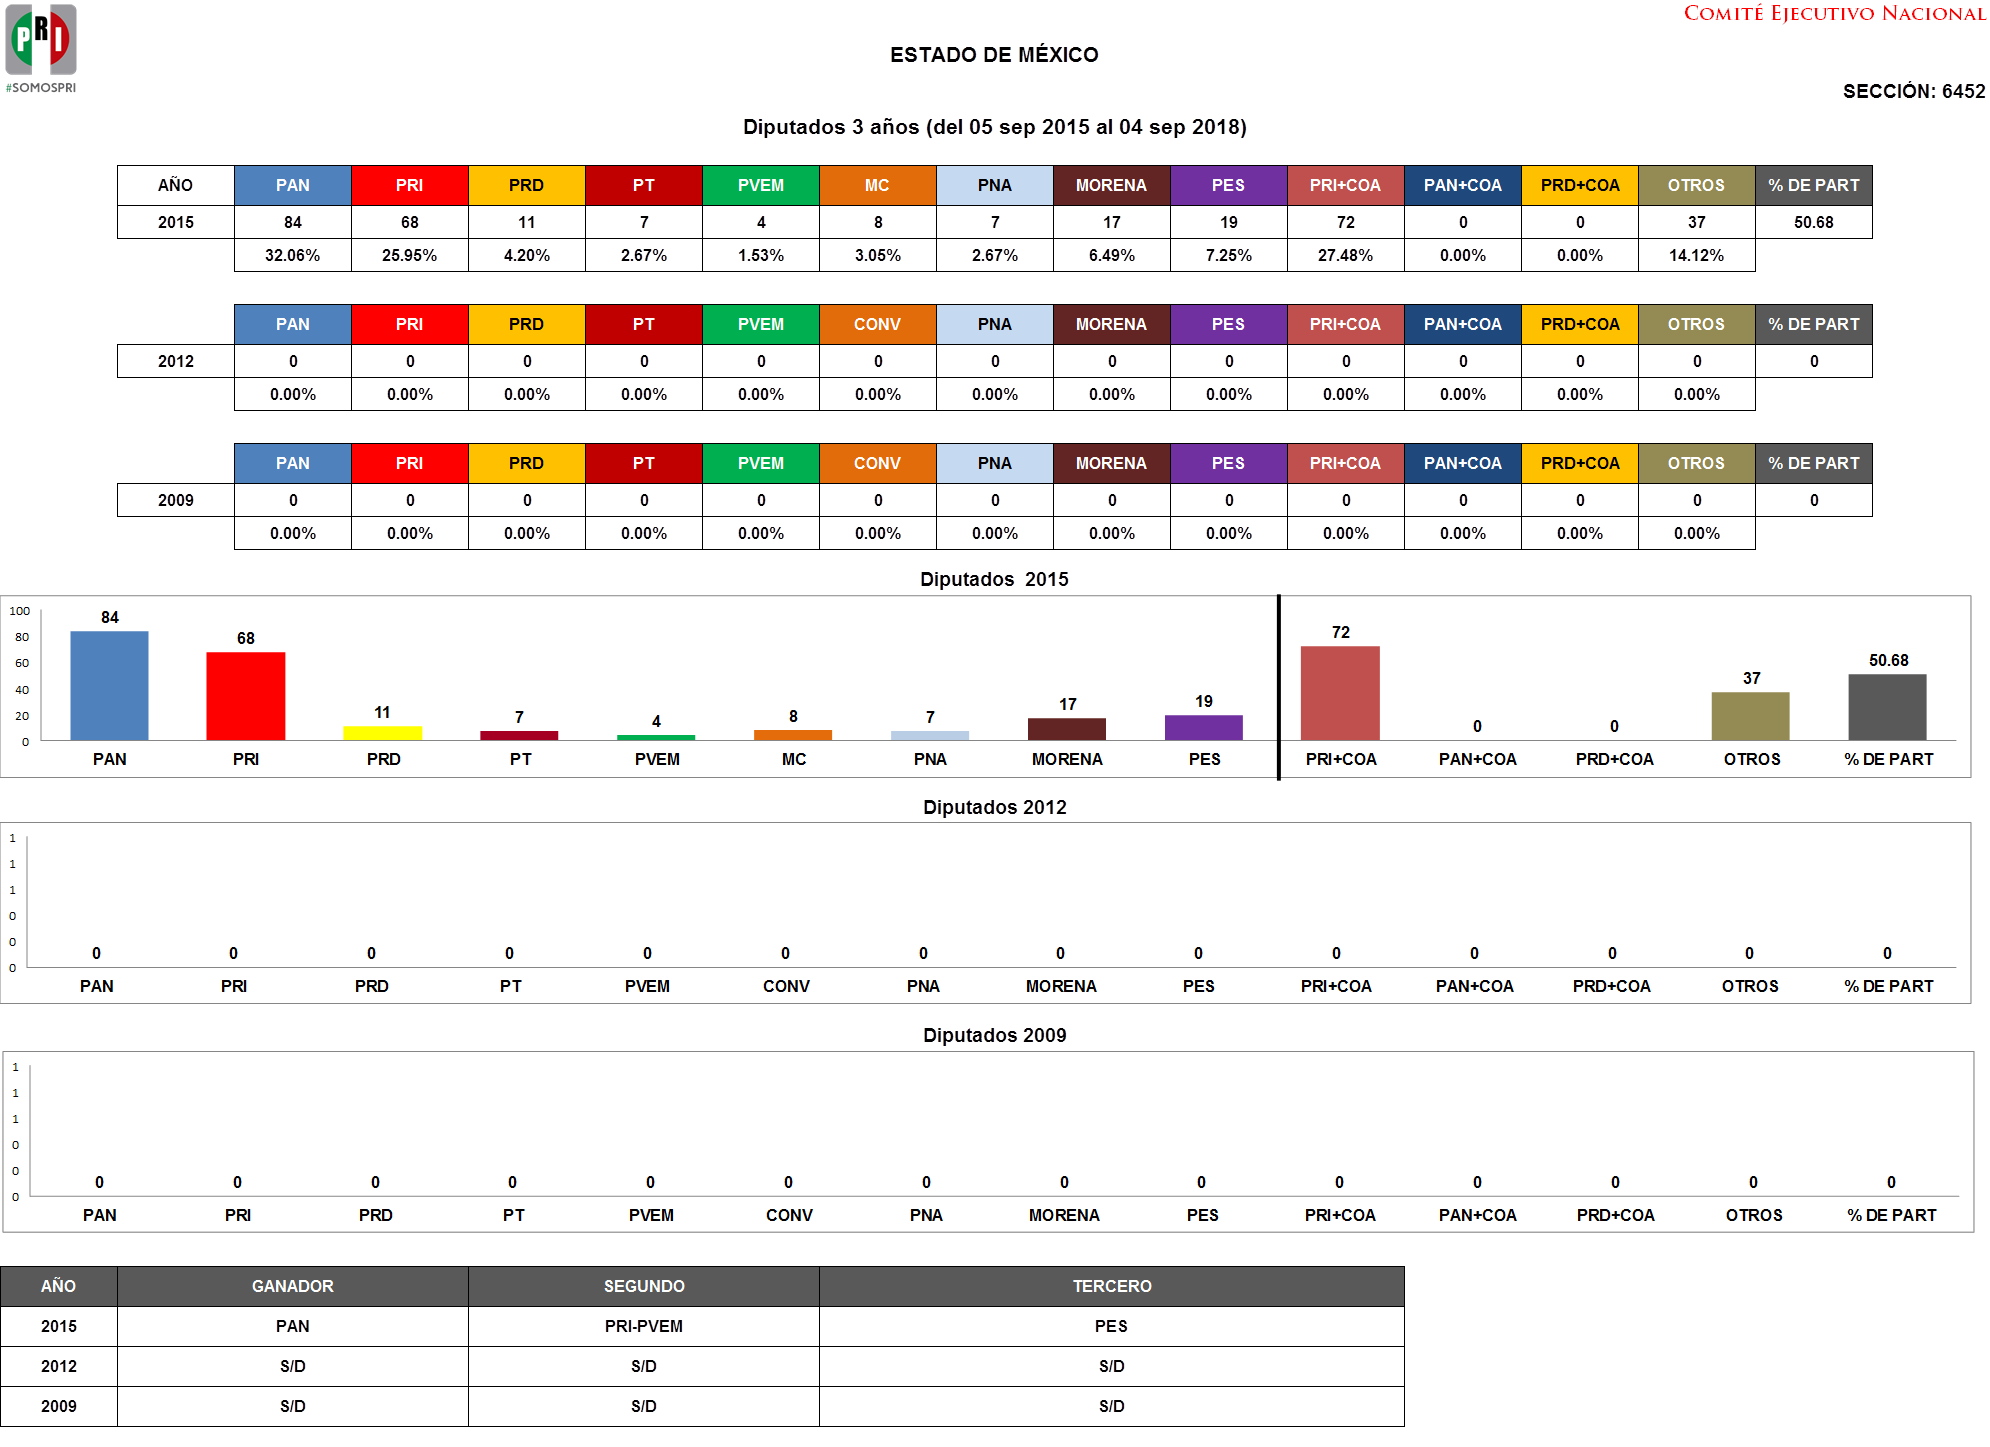 PRI
#SOMOSPRI
COMITÉ EJECUTIVO NACIONAL
ESTADO DE MÉXICO
SECCIÓN: 6452
Diputados 3 años (del 05 sep 2015 al 04 sep 2018)
AÑO PAN PRI PRD PT PVEM MC PNA MORENA PES PRI+COA PAN+COA PRD+COA OTROS % DE PART
2015 84 68 11 7 4 8 7 17 19 72 0 0 37 50.68
32.06% 25.95% 4.20% 2.67% 1.53% 3.05% 2.67% 6.49% 7.25% 27.48% 0.00% 0.00% 14.12%
PAN PRI PRD PT PVEM CONV PNA MORENA PES PRI+COA PAN+COA PRD+COA OTROS % DE PART
2012 0 0 0 0 0 0 0 0 0 0 0 0 0 0
0.00% 0.00% 0.00% 0.00% 0.00% 0.00% 0.00% 0.00% 0.00% 0.00% 0.00% 0.00% 0.00%
PAN PRI PRD PT PVEM CONV PNA MORENA PES PRI+COA PAN+COA PRD+COA OTROS % DE PART
2009 0 0 0 0 0 0 0 0 0 0 0 0 0 0
0.00% 0.00% 0.00% 0.00% 0.00% 0.00% 0.00% 0.00% 0.00% 0.00% 0.00% 0.00% 0.00%
Diputados 2015
100
80
60
40
20
0
84 68 11 7 4 8 7 17 19 72 0 0 37 50.68
PAN PRI PRD PT PVEM MC PNA MORENA PES PRI+COA PAN+COA PRD+COA OTROS % DE PART
Diputados 2012
1
1
1
0
0
0
0 0 0 0 0 0 0 0 0 0 0 0 0 0
PAN PRI PRD PT PVEM CONV PNA MORENA PES PRI+COA PAN+COA PRD+COA OTROS % DE PART
Diputados 2009
1
1
1
0
0
0
0 0 0 0 0 0 0 0 0 0 0 0 0 0
PAN PRI PRD PT PVEM CONV PNA MORENA PES PRI+COA PAN+COA PRD+COA OTROS % DE PART
AÑO GANADOR SEGUNDO TERCERO
2015 PAN PRI-PVEM PES
2012 S/D S/D S/D
2009 S/D S/D S/D